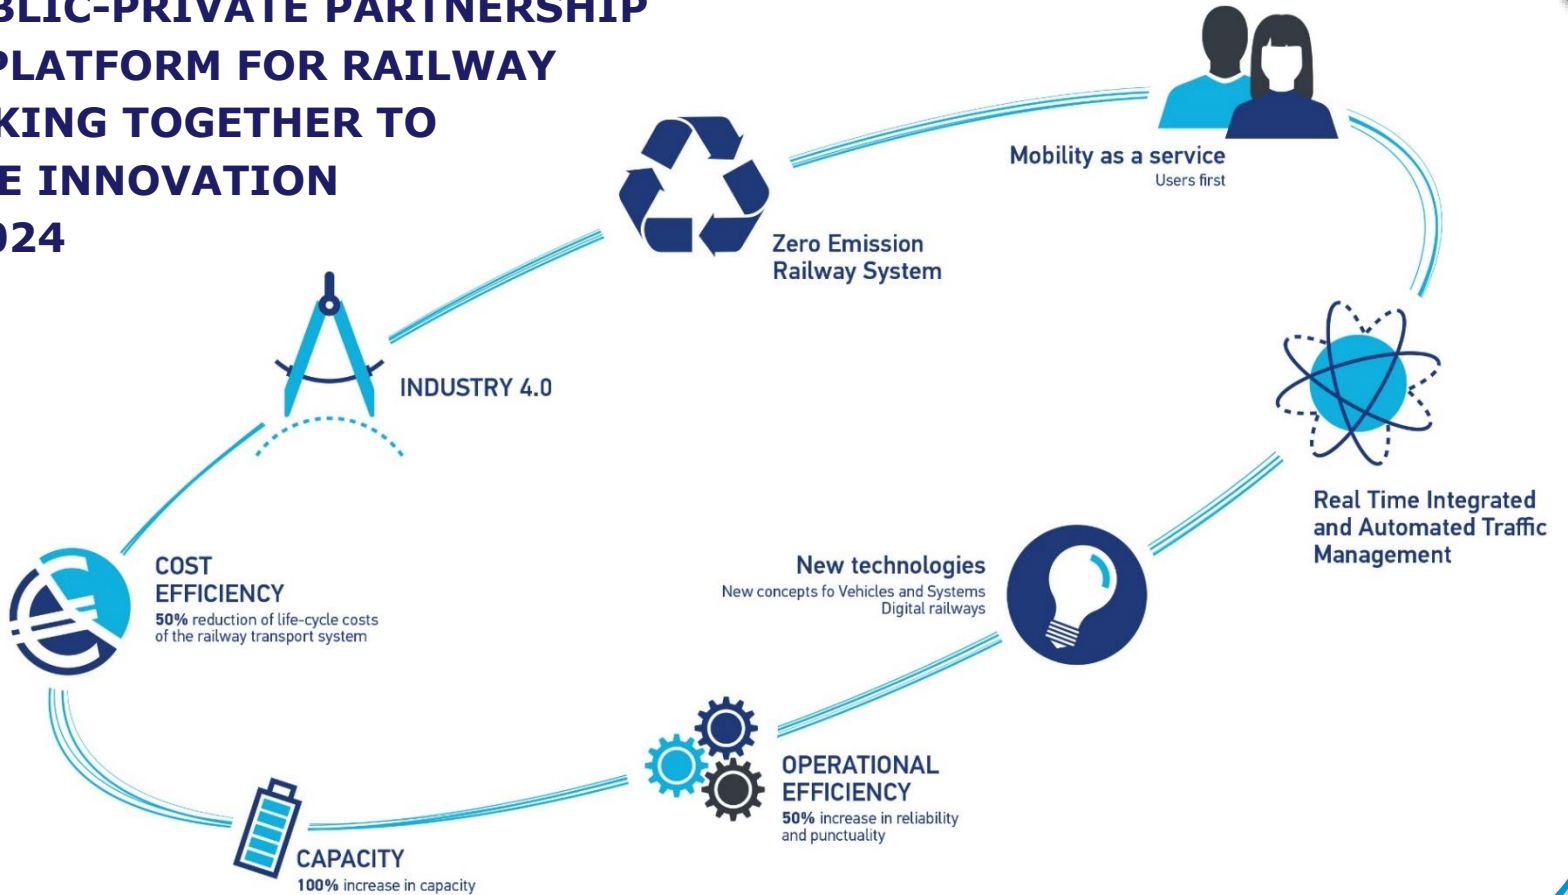 BLIC-PRIVATE PARTNERSHIP
PLATFORM FOR RAILWAY
KING TOGETHER TO
E INNOVATION
024
Mobility as a service
Users first
Zero Emission
Railway System
INDUSTRY 4.0
Real Time Integrated
and Automated Traffic
Management
COST
EFFICIENCY
50% reduction of life-cycle costs
of the railway transport system
New technologies
New concepts fo Vehicles and Systems
Digital railways
OPERATIONAL
EFFICIENCY
50% increase in reliability
and punctuality
CAPACITY
100% increase in capacity